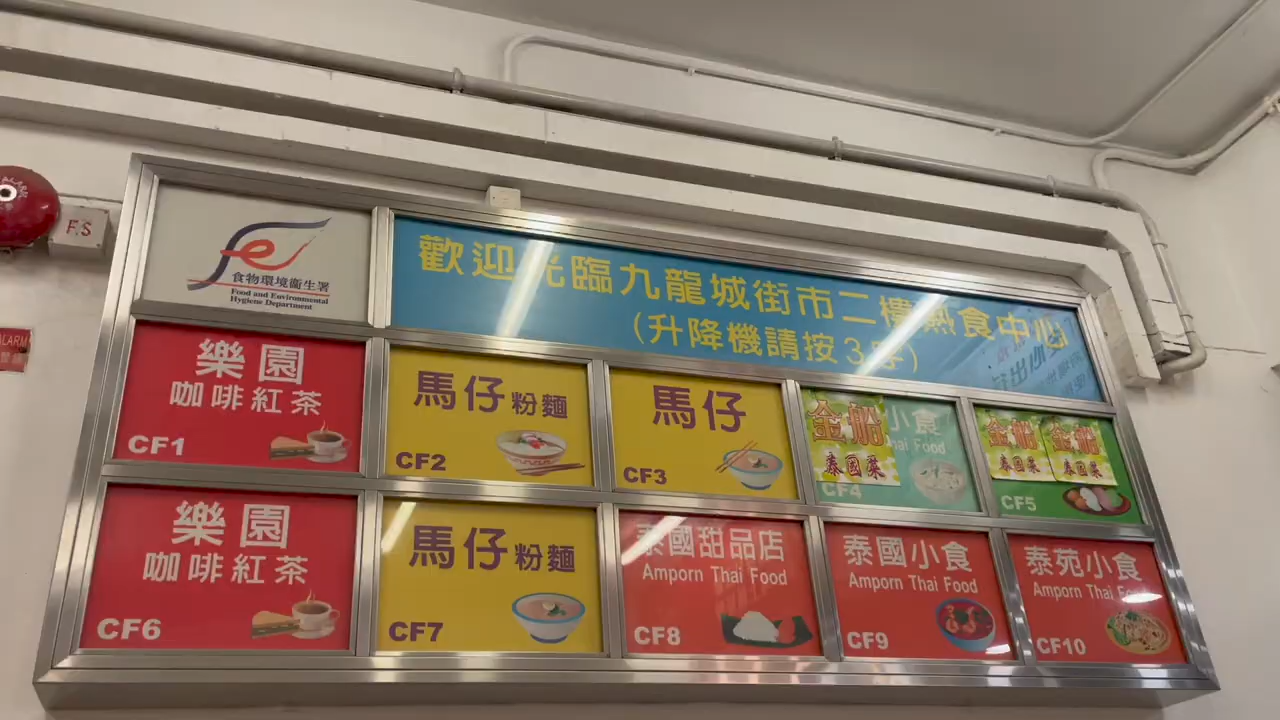 F.S
ALARM
食物環境衞生署
Food and Environmental
Hygiene Department
歡迎光臨九龍城街市二樓熟食中心
(升降機請按3字)
樂園
咖啡紅茶
CF1
馬仔粉麵
CF2
馬仔
CF3
金船
泰國菜
小食
hai Food
CF4
金船
泰國菜
金船
泰國菜
CF5
樂園
咖啡紅茶
CF6
馬仔粉麵
CF7
泰國甜品店
Amporn Thai Food
CF8
泰國小食
Amporn Thai Food
CF9
泰苑小食
Amporn Thai Fo
CF10